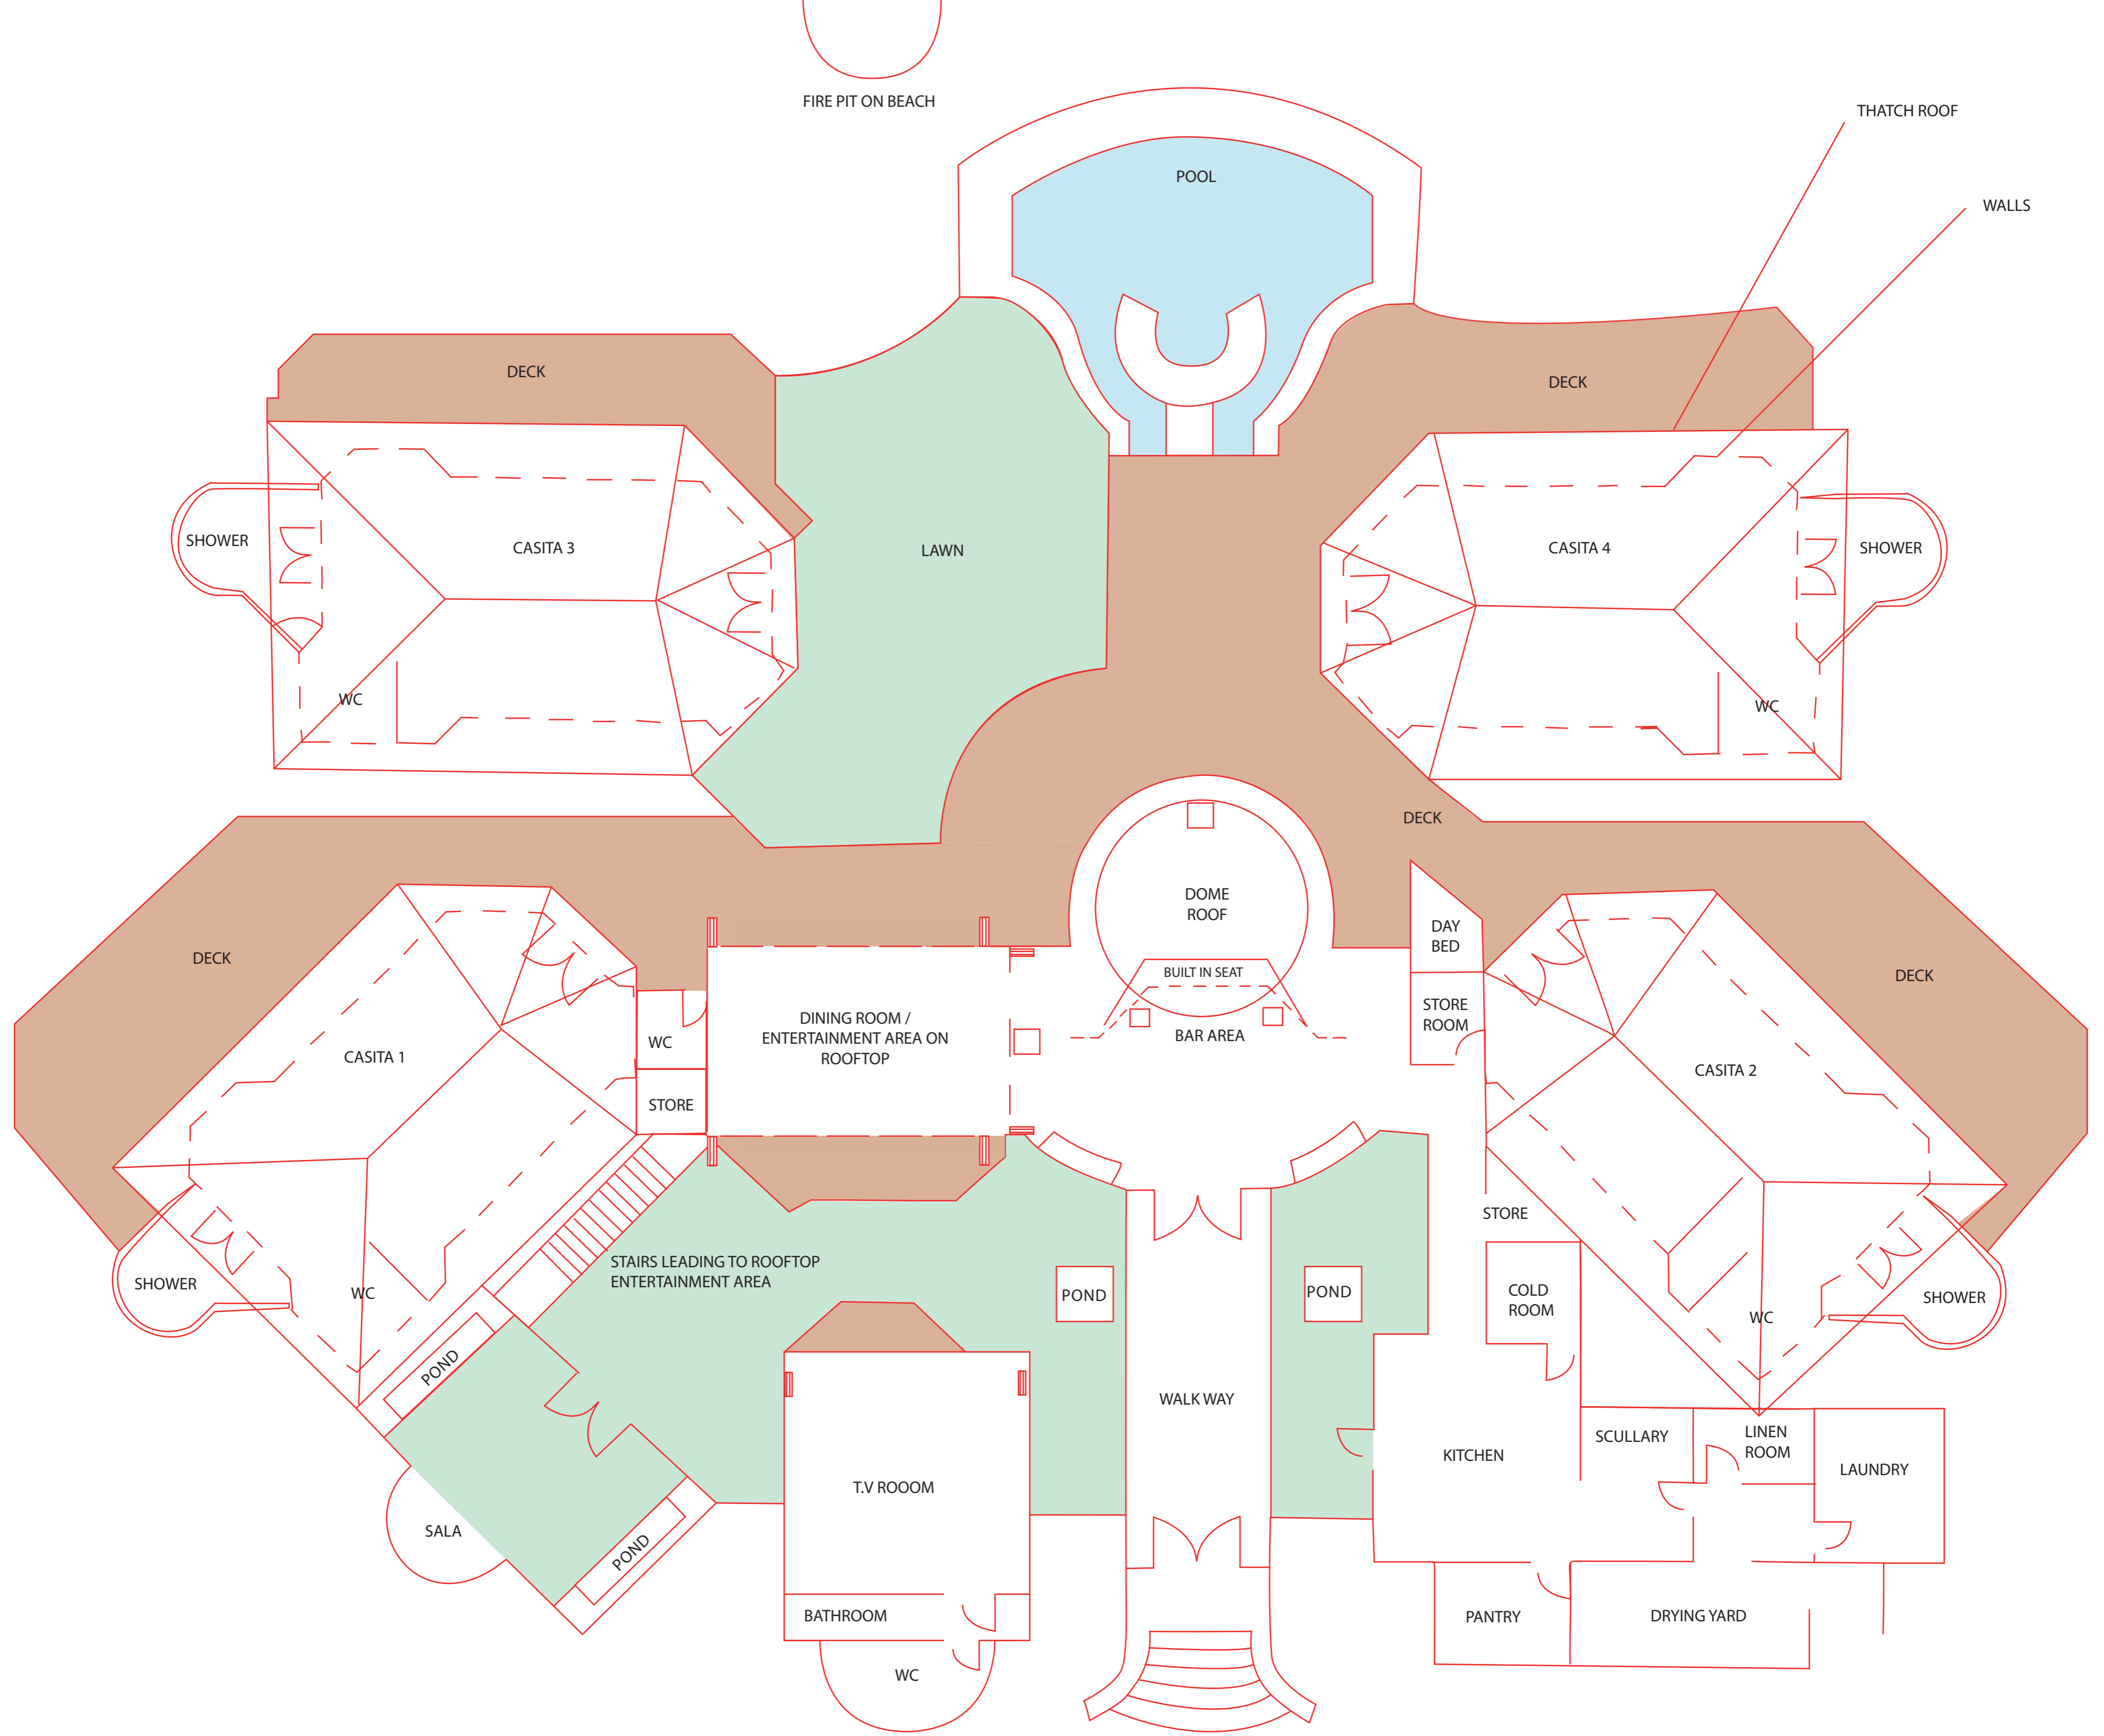 FIRE PIT ON BEACH
THATCH ROOF
POOL
WALLS
DECK
DECK
SHOWER
CASITA 3
LAWN
CASITA 4
SHOWER
WC
WC
DECK
DOME
ROOF
DAY
BED
DECK
DECK
BUILT IN SEAT
STORE
ROOM
DINING ROOM /
ENTERTAINMENT AREA ON
ROOFTOP
BAR AREA
WC
CASITA 1
CASITA 2
STORE
STORE
STAIRS LEADING TO ROOFTOP
ENTERTAINMENT AREA
SHOWER
WC
POND
POND
COLD
ROOM
WC
SHOWER
POND
WALK WAY
KITCHEN
SCULLARY
LINEN
ROOM
LAUNDRY
T.V ROOOM
SALA
POND
BATHROOM
PANTRY
DRYING YARD
WC